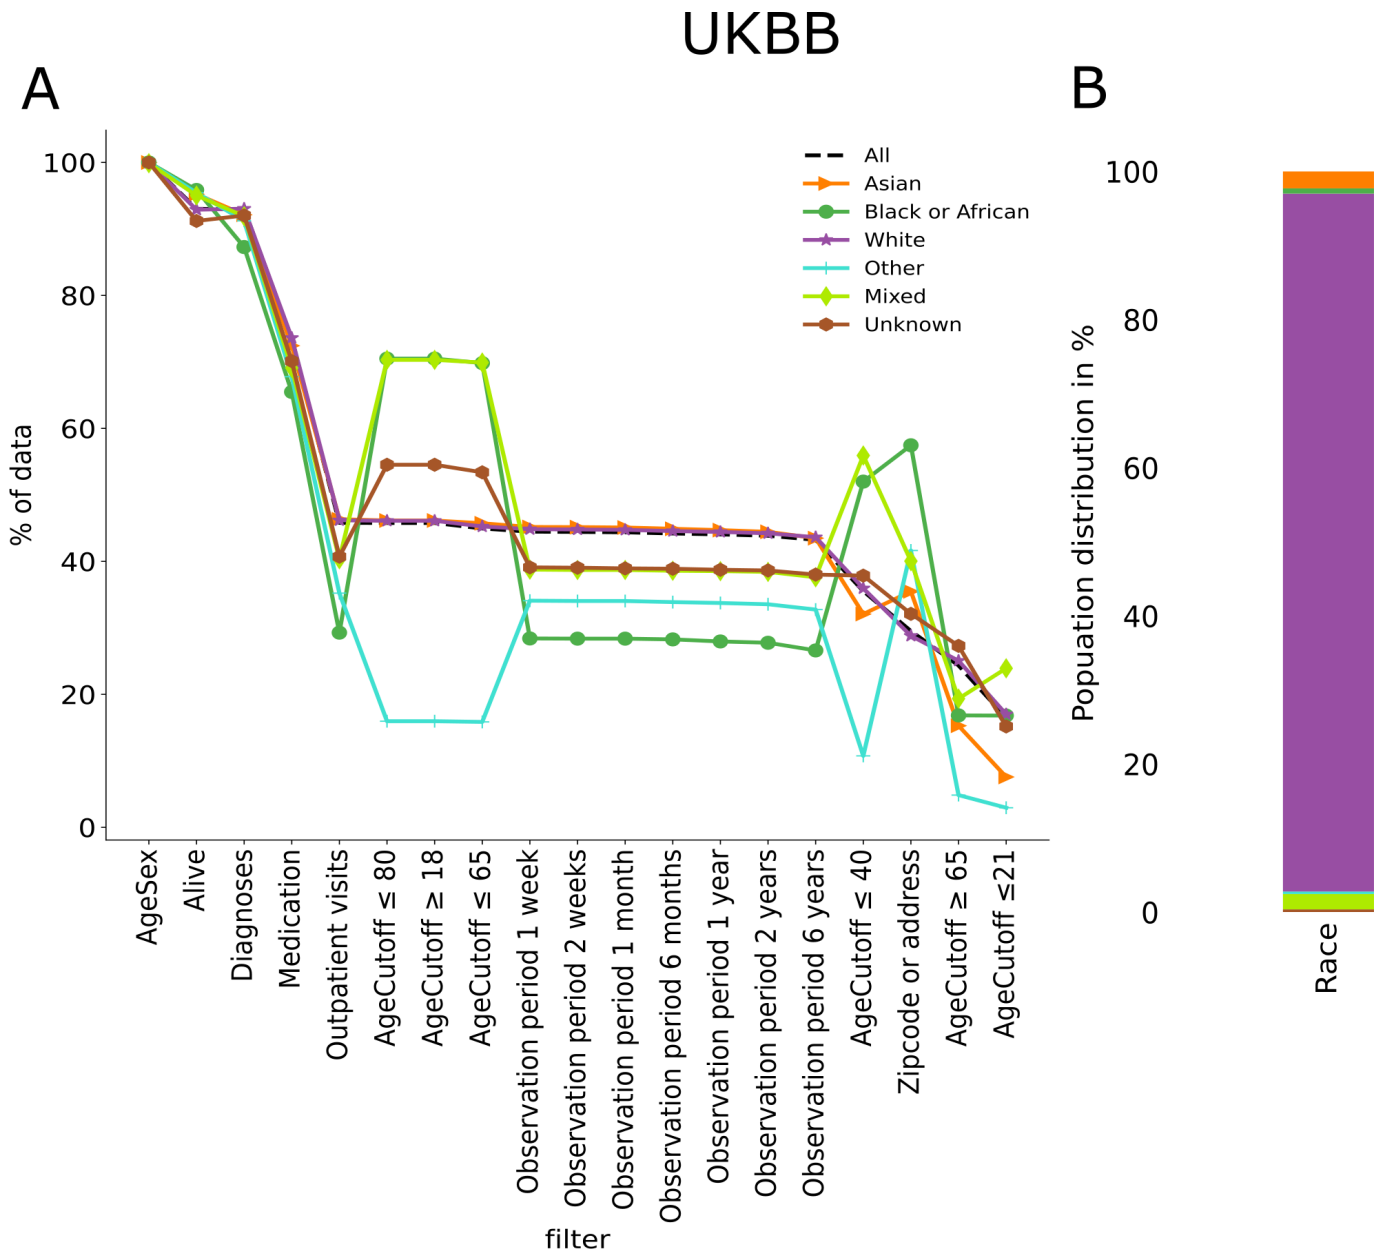 UKBB
A
B
100
80
60
40
20
0
% of data
All
Asian
Black or African
White
Other
Mixed
Unknown
AgeSex
Alive
Diagnoses
Medication
Outpatient visits
AgeCutoff ≤ 80
AgeCutoff ≥ 18
AgeCutoff ≤ 65
Observation period 1 week
Observation period 2 weeks
Observation period 1 month
Observation period 6 months
Observation period 1 year
Observation period 2 years
Observation period 6 years
AgeCutoff ≤ 40
Zipcode or address
AgeCutoff ≥ 65
AgeCutoff ≤21
filter
100
80
60
40
20
0
Popuation distribution in %
Race